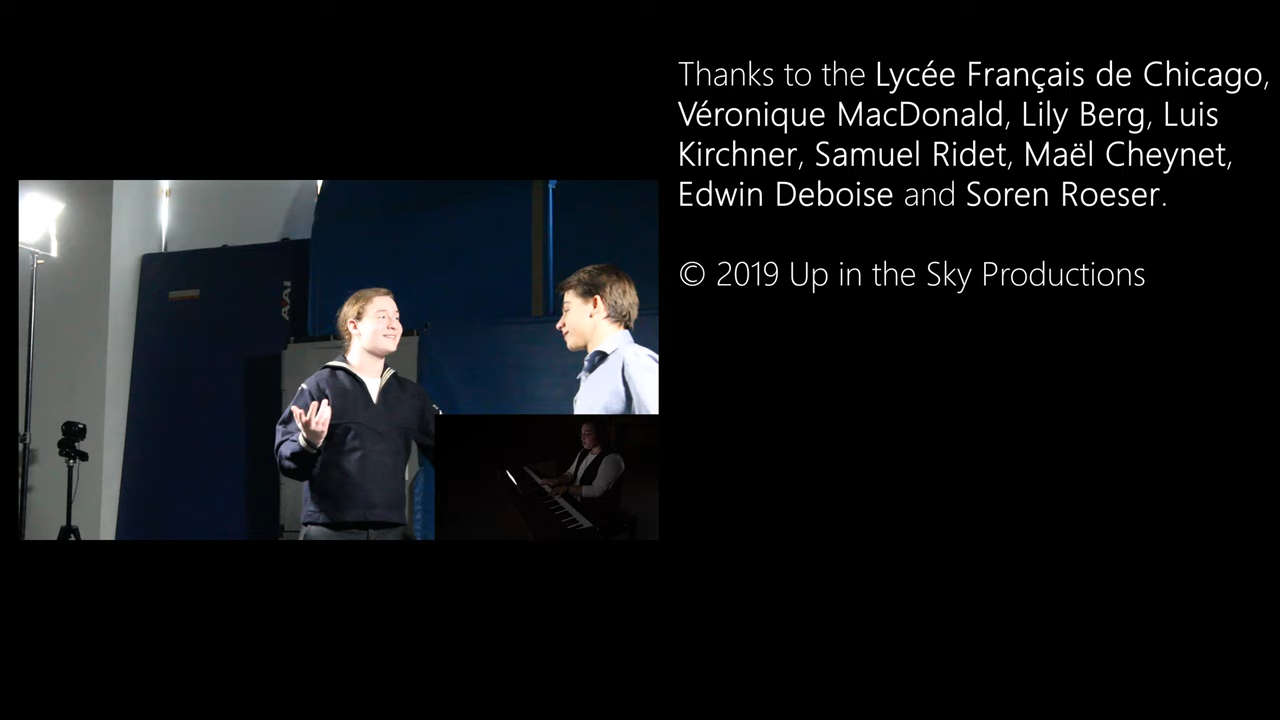 Thanks to the Lycée Français de Chicago,
Véronique MacDonald, Lily Berg, Luis
Kirchner, Samuel Ridet, Maël Cheynet,
Edwin Deboise and Soren Roeser.
© 2019 Up in the Sky Productions